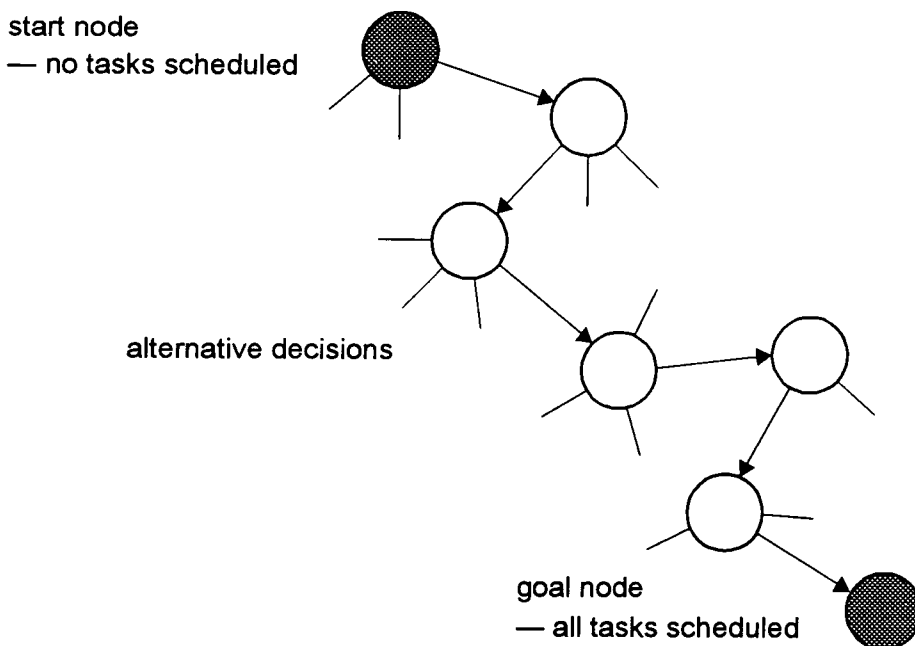 start node
— no tasks scheduled
alternative decisions
goal node
— all tasks scheduled